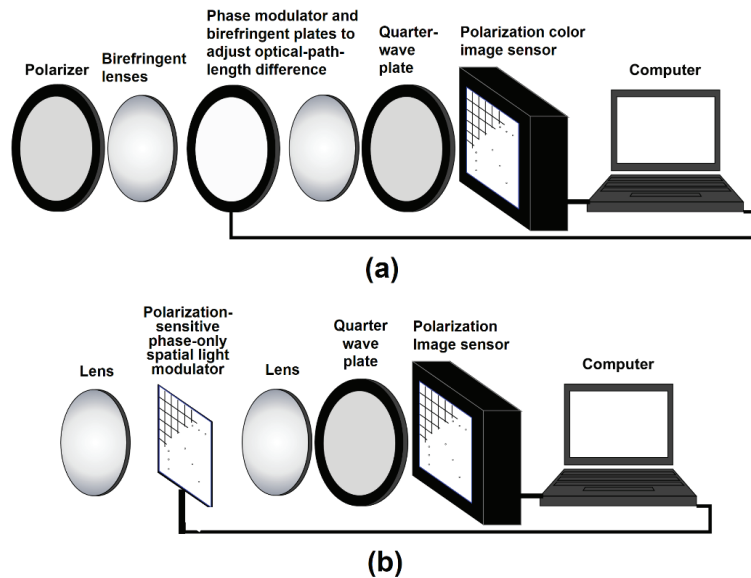 Polarizer
Birefringent
lenses
Phase modulator and
birefringent plates to
adjust optical-path-
length difference
Quarter-
wave
plate
Polarization color
image sensor
Computer
(a)
Lens
Polarization-
sensitive
phase-only
spatial light
modulator
Lens
Quarter
wave
plate
Polarization
Image sensor
Computer
(b)